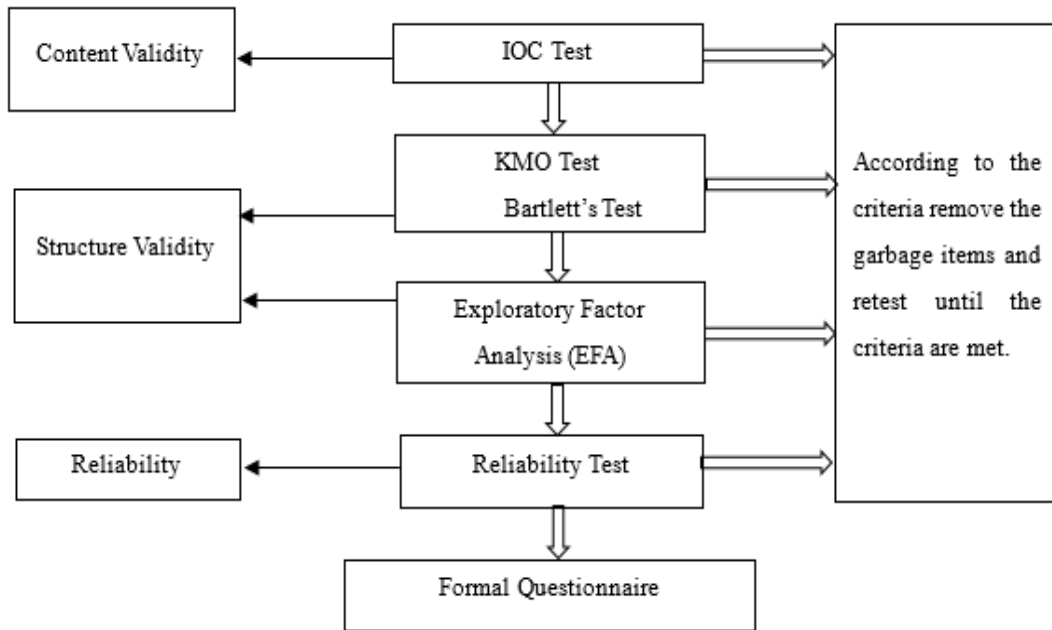 Content Validity
IOC Test
KMO Test
Bartlett’s Test
Structure Validity
Exploratory Factor
Analysis (EFA)
Reliability
Reliability Test
Formal Questionnaire
According to the
criteria remove the
garbage items and
retest until the
criteria are met.